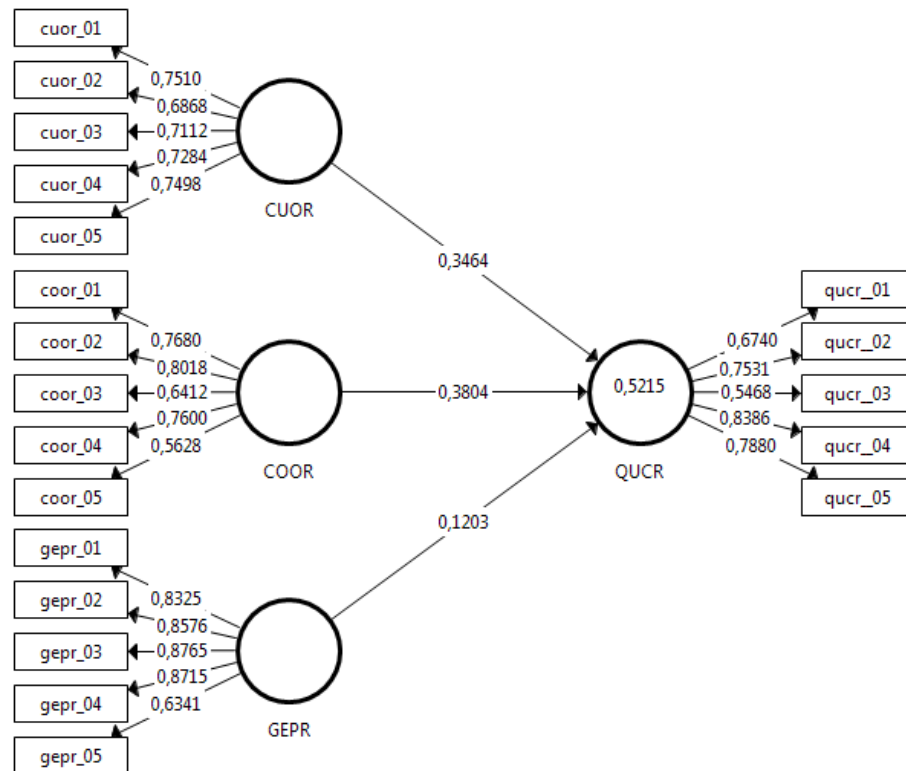 cuor_01
cuor_02
cuor_03
cuor_04
cuor_05
0,7510
0,6868
0,7112
0,7284
0,7498
CUOR
0,3464
coor_01
coor_02
coor_03
coor_04
coor_05
0,7680
0,8018
0,6412
0,7600
0,5628
COOR
0,3804
gepr_01
gepr_02
gepr_03
gepr_04
gepr_05
0,8325
0,8576
0,8765
0,8715
0,6341
GEPR
0,1203
0,5215
QUCR
0,6740
0,7531
0,5468
0,8386
0,7880
qucr_01
qucr_02
qucr_03
qucr_04
qucr_05